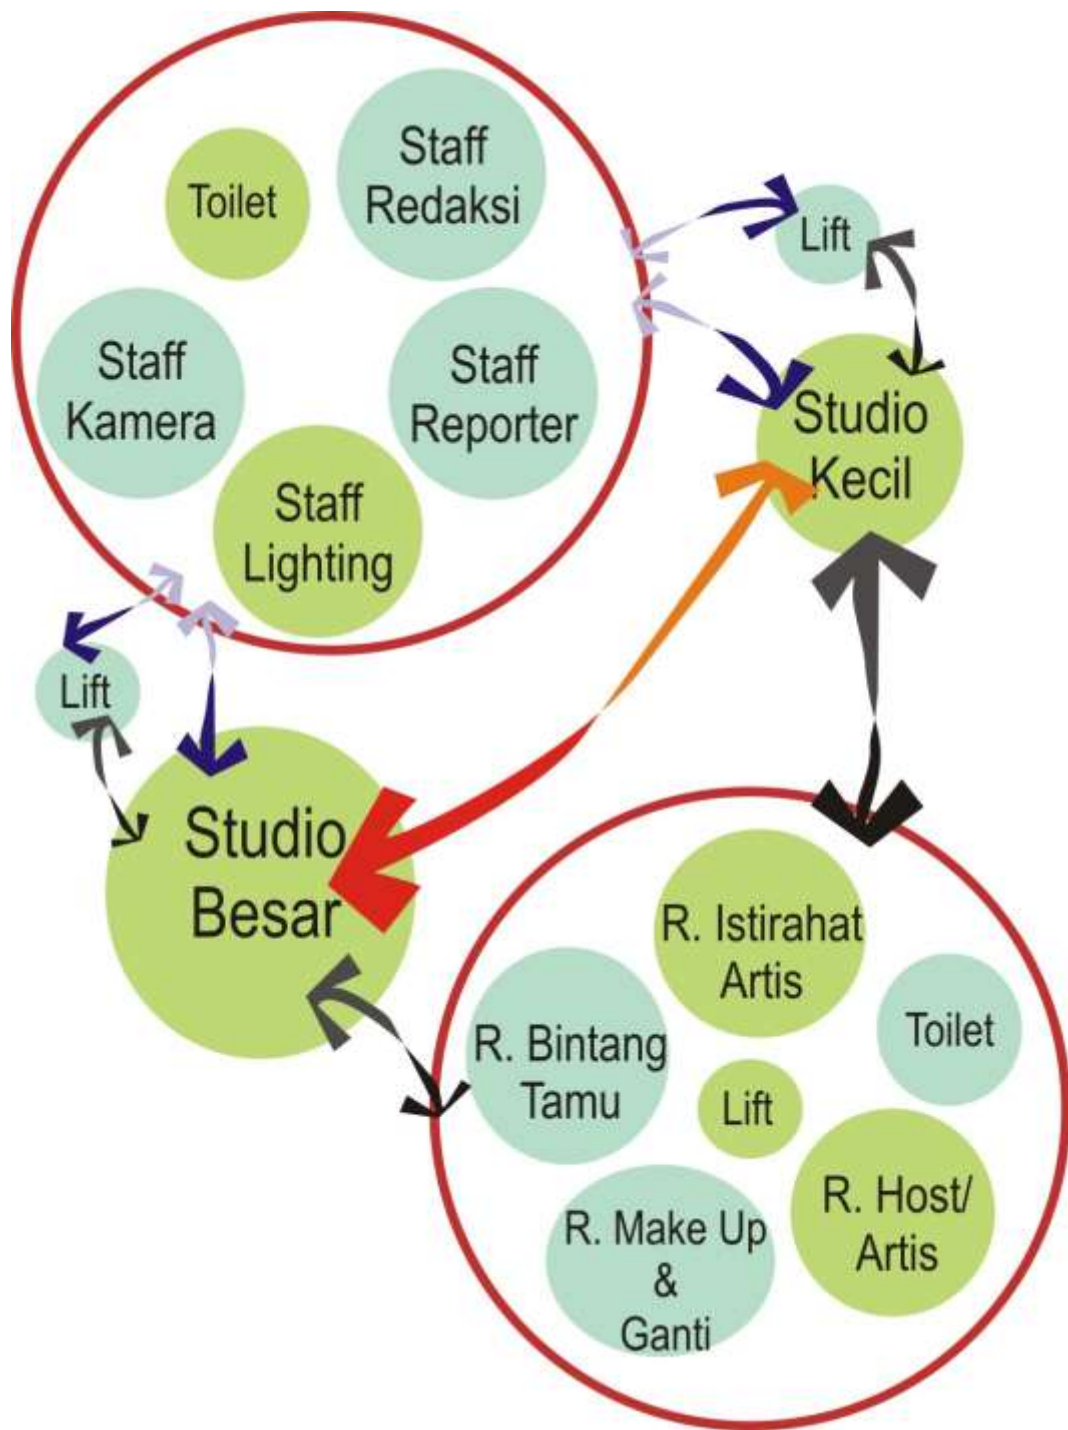 Toilet
Staff
Redaksi
Staff
Kamera
Staff
Reporter
Staff
Lighting
Lift
Studio
Kecil
Lift
Studio
Besar
R. Istirahat
Artis
R. Bintang
Tamu
Toilet
Lift
R. Host/
Artis
R. Make Up
&
Ganti